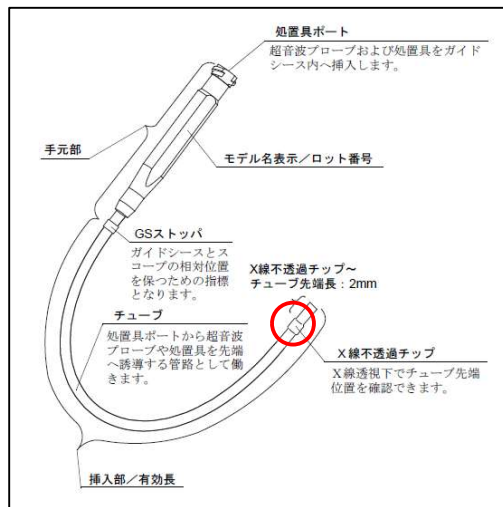 処置具ポート
超音波プローブおよび処置具をガイド
シース内へ挿入します。
手元部
モデル名表示／ロット番号
GSストッパ
ガイドシースとス
コープの相対位置
を保つための指標
となります。
X線不透過チップ～
チューブ先端長：2mm
チューブ
処置具ポートから超音波
プローブや処置具を先端
へ誘導する管路として働
きます。
X線不透過チップ
X線透視下でチューブ先端
位置を確認できます。
挿入部／有効長